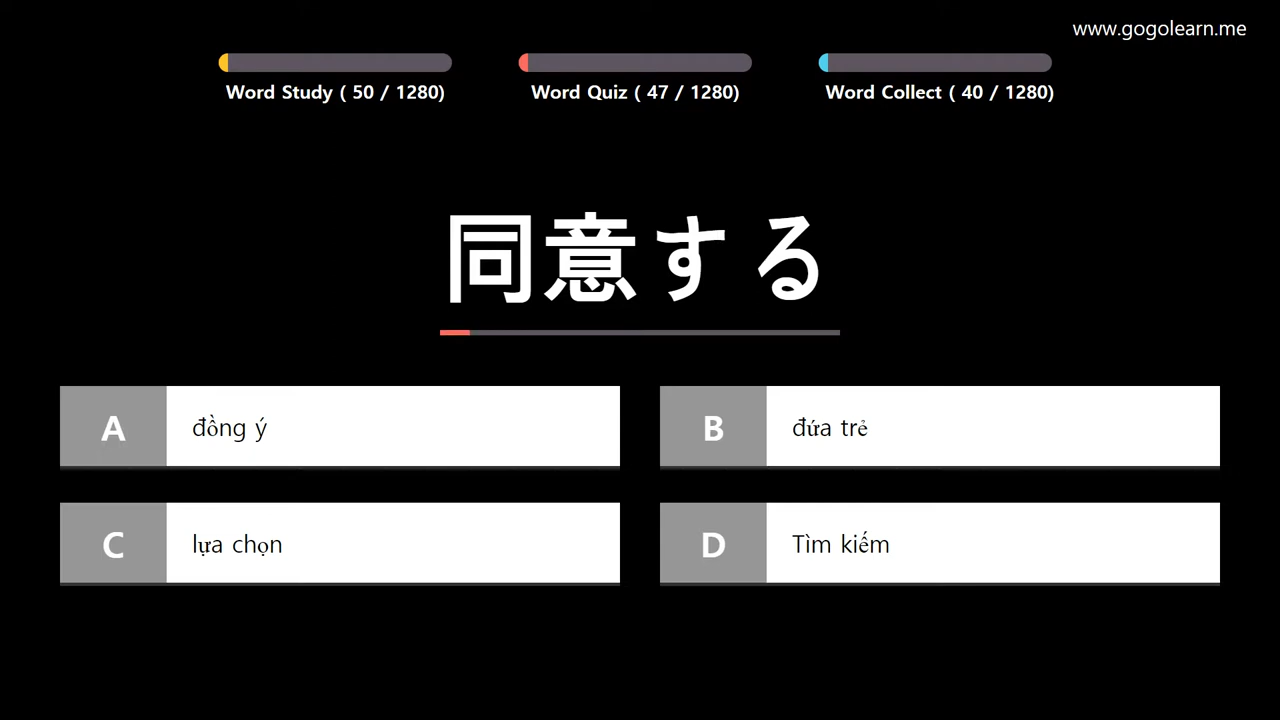 www.gogolearn.me
Word Study ( 50 / 1280)
Word Quiz ( 47 / 1280)
Word Collect ( 40 / 1280)
同意する
A đồng ý
B đứa trẻ
C lựa chọn
D Tìm kiếm